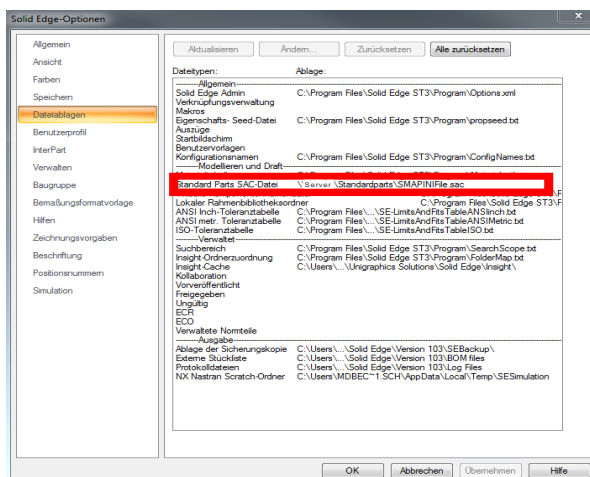 Solid Edge-Optionen
x
Allgemein
Ansicht
Farben
Speichern
Dateiablagen
Benutzerprofil
InterPart
Verwalten
Baugruppe
Bemaßungsformatvorlage
Hilfen
Zeichnungsvorgaben
Beschriftung
Positionsnummern
Simulation
Aktualisieren Ändern... Zurücksetzen Alle zurücksetzen
Dateitypen: Ablage:
Allgemein
Solid Edge Admin C:\Program Files\Solid Edge ST3\Program\Options.xml
Verknüpfungsverwaltung
Makros
Eigenschafts- Seed-Datei C:\Program Files\Solid Edge ST3\Program\propseed.txt
Auszüge
Startbildschirm
Benutzervorlagen
Konfigurationsnamen C:\Program Files\Solid Edge ST3\Program\ConfigNames.txt
Modellieren und Draft
Standard Parts SAC-Datei \Server \Standardparts\SMAPINIFile.sac
Lokaler Rahmenbibliotheksordner C:\Program Files\Solid Edge ST3\F
ANSI Inch-Toleranztabelle C:\Program Files\...\SE-LimitsAndFitsTableANSIinch.txt
ANSI metr. Toleranztabelle C:\Program Files\...\SE-LimitsAndFitsTableANSIMetric.txt
ISO-Toleranztabelle C:\Program Files\...\SE-LimitsAndFitsTableISO.txt
Verwaltet
Suchbereich C:\Program Files\Solid Edge ST3\Program\SearchScope.txt
Insight-Ordnerzuordnung C:\Program Files\Solid Edge ST3\Program\FolderMap.txt
Insight-Cache C:\Users\...\Unigraphics Solutions\Solid Edge\Insight\
Kollaboration
Vorveröffentlicht
Freigegeben
Ungültig
ECR
ECO
Verwaltete Normteile
Ausgabe
Ablage der Sicherungskopie C:\Users\...\Solid Edge\Version 103\SEBackup\
Externe Stückliste C:\Users\...\Solid Edge\Version 103\BOM files
Protokolldateien C:\Users\...\Solid Edge\Version 103\Log Files
NX Nastran Scratch-Ordner C:\Users\MDBEC~1.SCH\AppData\Local\Temp\SESimulation
OK Abbrechen Übernehmen Hilfe